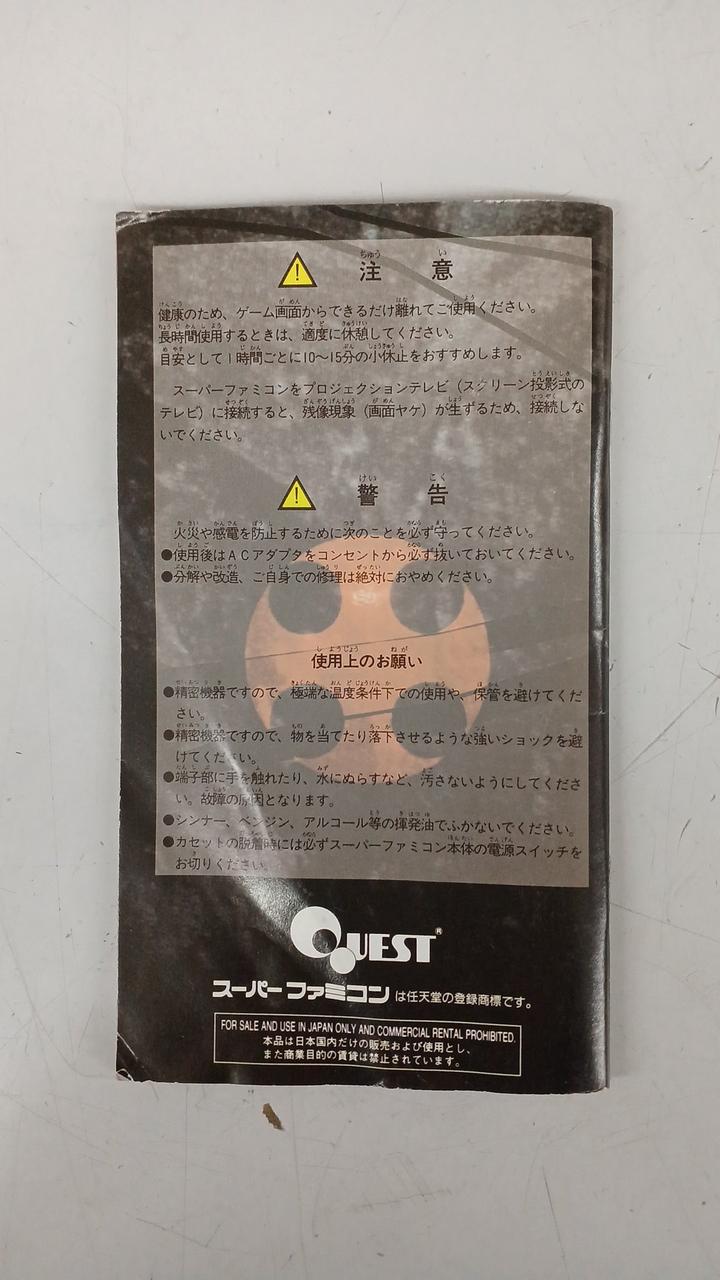 注意
健康のため、ゲーム画面からできるだけ離れてご使用ください。
長時間使用するときは、適度に休憩してください。
目安として1時間ごとに10〜15分の小休止をおすすめします。
スーパーファミコンをプロジェクションテレビ(スクリーン投影式の
テレビ)に接続すると、残像現象(画面ヤケ)が生ずるため、接続しな
いでください。
警告
火災や感電を防止するために次のことを必ず守ってください。
●使用後はACアダプタをコンセントから必ず抜いておいてください。
●分解や改造、ご自身での修理は絶対におやめください。
使用上のお願い
●精密機器ですので、極端な温度条件下での使用や、保管を避けてくだ
さい。
●精密機器ですので、物を当てたり落下させるような強いショックを避
けてください。
●端子部に手を触れたり、水にぬらすなど、汚さないようにしてくださ
い。故障の原因となります。
●シンナー、ベンジン、アルコール等の揮発油でふかないでください。
●カセットの脱着時には必ずスーパーファミコン本体の電源スイッチを
お切りください。
QUEST®
スーパーファミコンは任天堂の登録商標です。
FOR SALE AND USE IN JAPAN ONLY AND COMMERCIAL RENTAL PROHIBITED.
本品は日本国内だけの販売および使用とし、
また商業目的の賃貸は禁止されています。